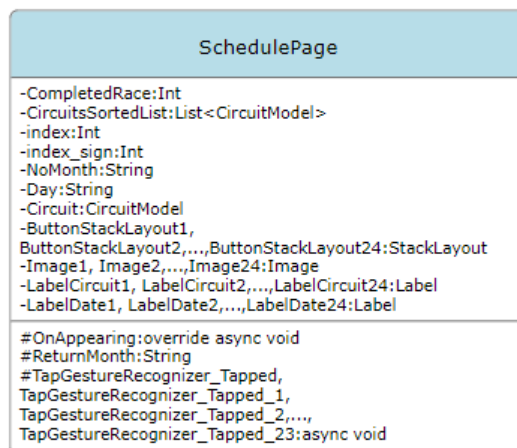 SchedulePage
-CompletedRace:Int
-CircuitsSortedList:List<CircuitModel>
-index:Int
-index_sign:Int
-NoMonth:String
-Day:String
-Circuit:CircuitModel
-ButtonStackLayout1,
ButtonStackLayout2,...,ButtonStackLayout24:StackLayout
-Image1, Image2,...,Image24:Image
-LabelCircuit1, LabelCircuit2,...,LabelCircuit24:Label
-LabelDate1, LabelDate2,...,LabelDate24:Label
#OnAppearing:override async void
#ReturnMonth:String
#TapGestureRecognizer_Tapped,
TapGestureRecognizer_Tapped_1,
TapGestureRecognizer_Tapped_2,...,
TapGestureRecognizer_Tapped_23:async void